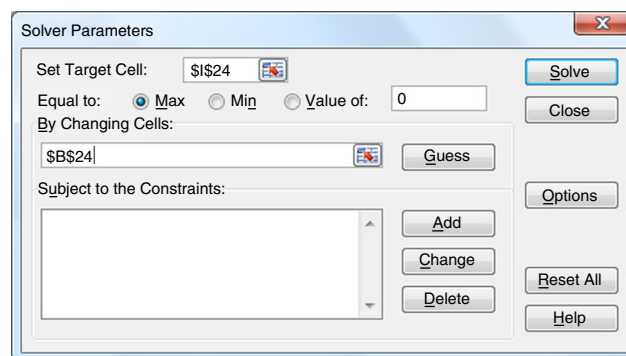 Solver Parameters
Set Target Cell: $I$24
Solve
Equal to: Max Min Value of: 0
Close
By Changing Cells:
$B$24
Guess
Subject to the Constraints:
Options
Add
Change
Reset All
Delete
Help